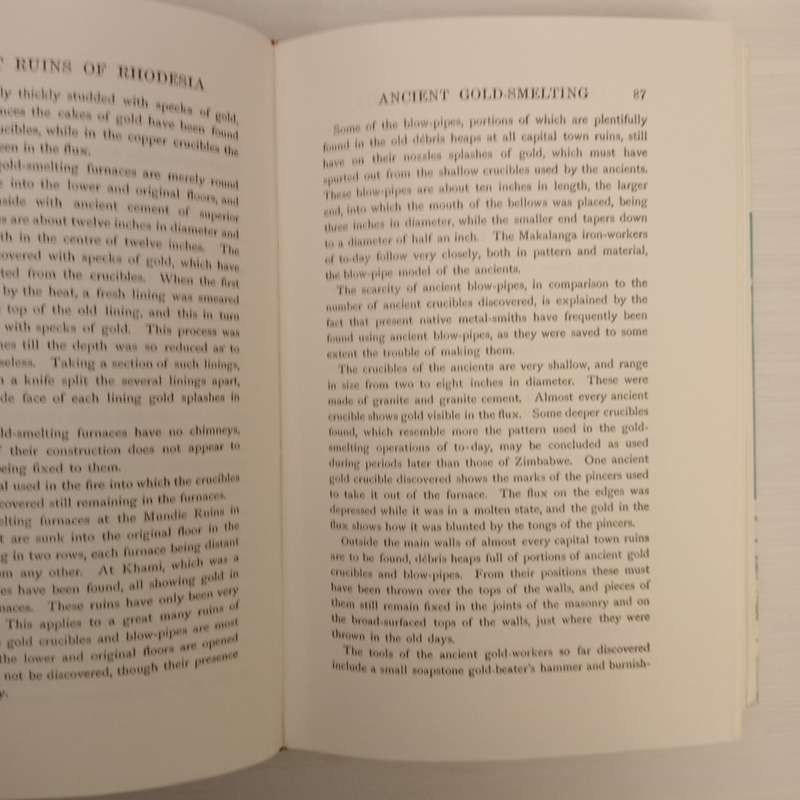 RUINS OF RHODESIA
ly thickly studded with specks of gold,
nces the cakes of gold have been found
ucibles, while in the copper crucibles the
een in the flux.
gold-smelting furnaces are merely round
e into the lower and original floors, and
side with ancient cement of superior
es are about twelve inches in diameter and
th in the centre of twelve inches. The
overed with specks of gold, which have
ted from the crucibles. When the first
by the heat, a fresh lining was smeared
top of the old lining, and this in turn
with specks of gold. This process was
nes till the depth was so reduced as to
seless. Taking a section of such linings,
h a knife split the several linings apart,
de face of each lining gold splashes in
ld-smelting furnaces have no chimneys,
f their construction does not appear to
being fixed to them.
al used in the fire into which the crucibles
covered still remaining in the furnaces.
elting furnaces at the Mundie Ruins in
t are sunk into the original floor in the
g in two rows, each furnace being distant
om any other. At Khami, which was a
es have been found, all showing gold in
naces. These ruins have only been very
This applies to a great many ruins of
gold crucibles and blow-pipes are most
the lower and original floors are opened
not be discovered, though their presence
y.
ANCIENT GOLD-SMELTING 87
Some of the blow-pipes, portions of which are plentifully
found in the old débris heaps at all capital town ruins, still
have on their nozzles splashes of gold, which must have
spurted out from the shallow crucibles used by the ancients.
These blow-pipes are about ten inches in length, the larger
end, into which the mouth of the bellows was placed, being
three inches in diameter, while the smaller end tapers down
to a diameter of half an inch. The Makalanga iron-workers
of to-day follow very closely, both in pattern and material,
the blow-pipe model of the ancients.
The scarcity of ancient blow-pipes, in comparison to the
number of ancient crucibles discovered, is explained by the
fact that present native metal-smiths have frequently been
found using ancient blow-pipes, as they were saved to some
extent the trouble of making them.
The crucibles of the ancients are very shallow, and range
in size from two to eight inches in diameter. These were
made of granite and granite cement. Almost every ancient
crucible shows gold visible in the flux. Some deeper crucibles
found, which resemble more the pattern used in the gold-
smelting operations of to-day, may be concluded as used
during periods later than those of Zimbabwe. One ancient
gold crucible discovered shows the marks of the pincers used
to take it out of the furnace. The flux on the edges was
depressed while it was in a molten state, and the gold in the
flux shows how it was blunted by the tongs of the pincers.
Outside the main walls of almost every capital town ruins
are to be found, débris heaps full of portions of ancient gold
crucibles and blow-pipes. From their positions these must
have been thrown over the tops of the walls, and pieces of
them still remain fixed in the joints of the masonry and on
the broad-surfaced tops of the walls, just where they were
thrown in the old days.
The tools of the ancient gold-workers so far discovered
include a small soapstone gold-beater's hammer and burnish-